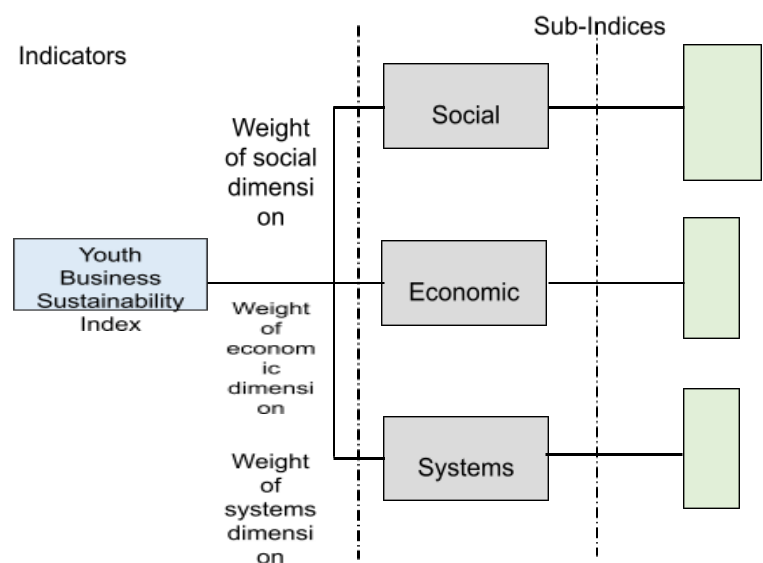 Sub-Indices
Indicators
Weight
of social
dimensi
on
Social
Youth
Business
Sustainability
Index
Economic
Weight
of
econom
ic
dimensi
on
Weight
of
systems
dimensi
on
Systems